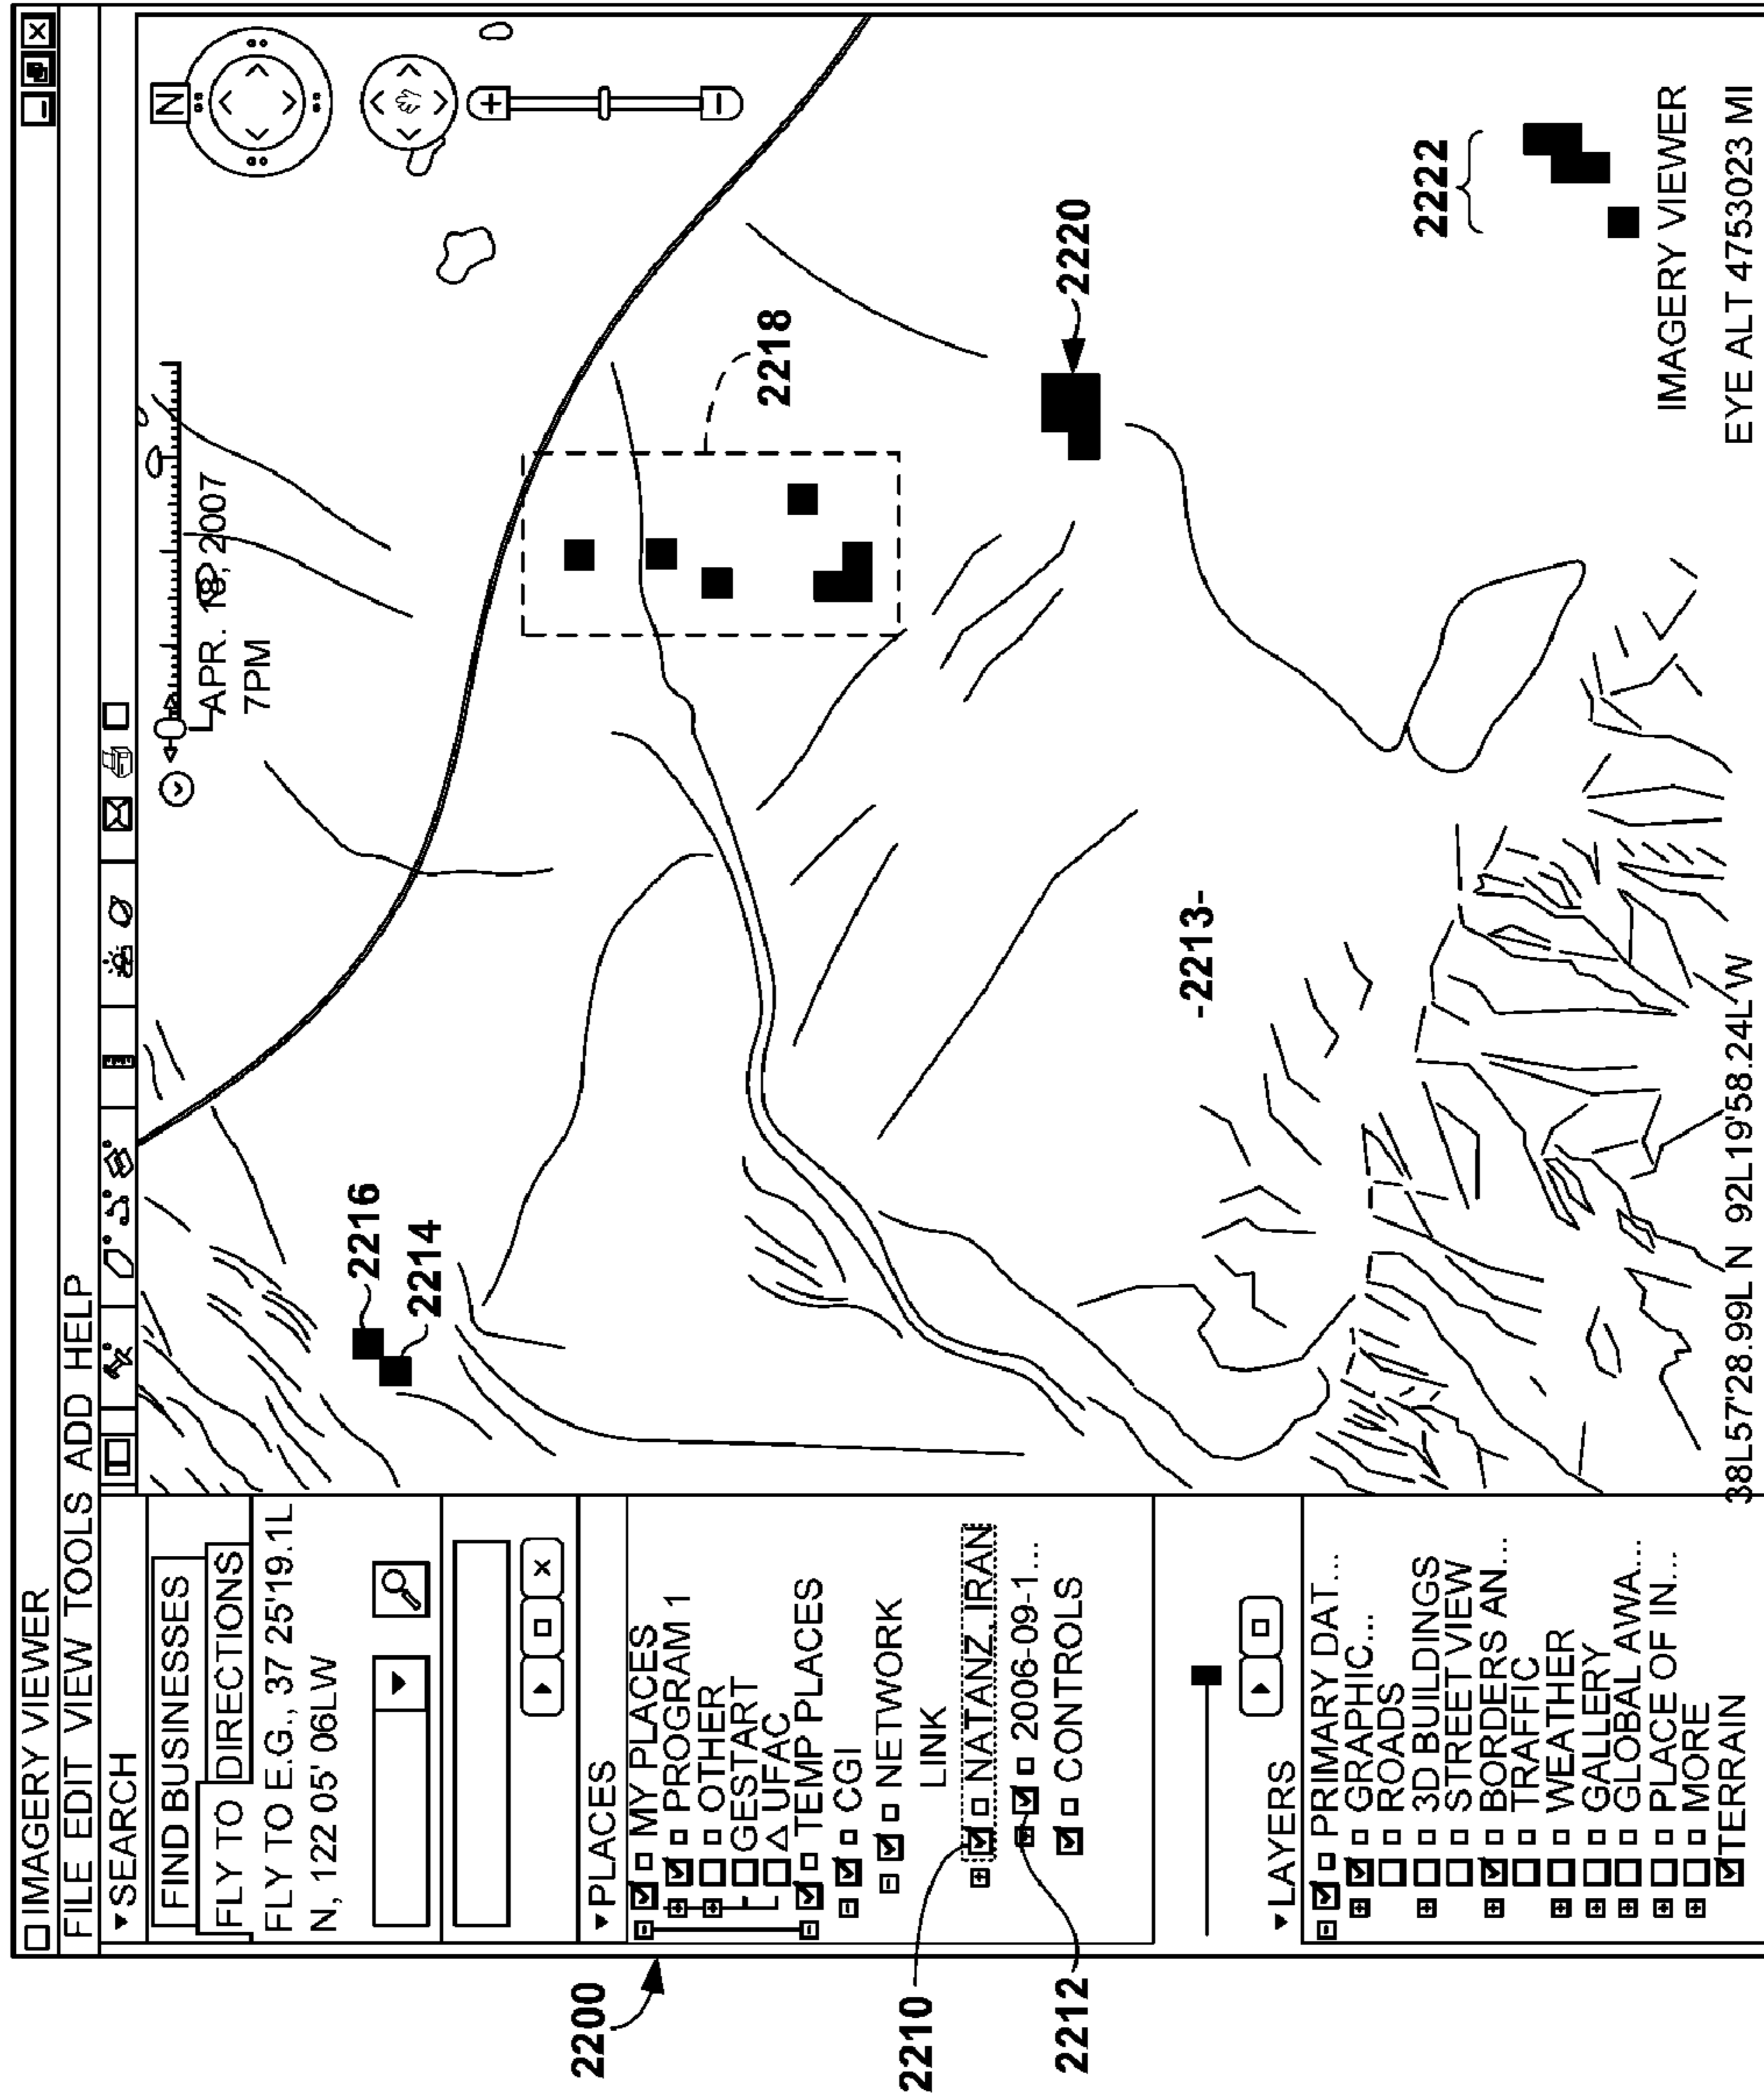 IMAGERY VIEWER
FILE EDIT VIEW TOOLS ADD HELP
SEARCH
FIND BUSINESSES
FLY TO DIRECTIONS
FLY TO E.G., 37 25'19.1L
N, 122 05' 06LW
PLACES
MY PLACES
PROGRAM 1
OTHER
GESTART
UFAC
TEMP PLACES
CGI
NETWORK
LINK
NATANZ, IRAN
2006-09-1...
CONTROLS
LAYERS
PRIMARY DAT...
GRAPHIC...
ROADS
3D BUILDINGS
STREET VIEW
BORDERS AN...
TRAFFIC
WEATHER
GALLERY
GLOBAL AWA...
PLACE OF IN...
MORE
TERRAIN
2200
2210
2212
N
APR. 18, 2007
7PM
2216
2214
2218
2220
-2213-
2222
IMAGERY VIEWER
38L57'28.99L N 92L19'58.24L W
EYE ALT 4753023 MI